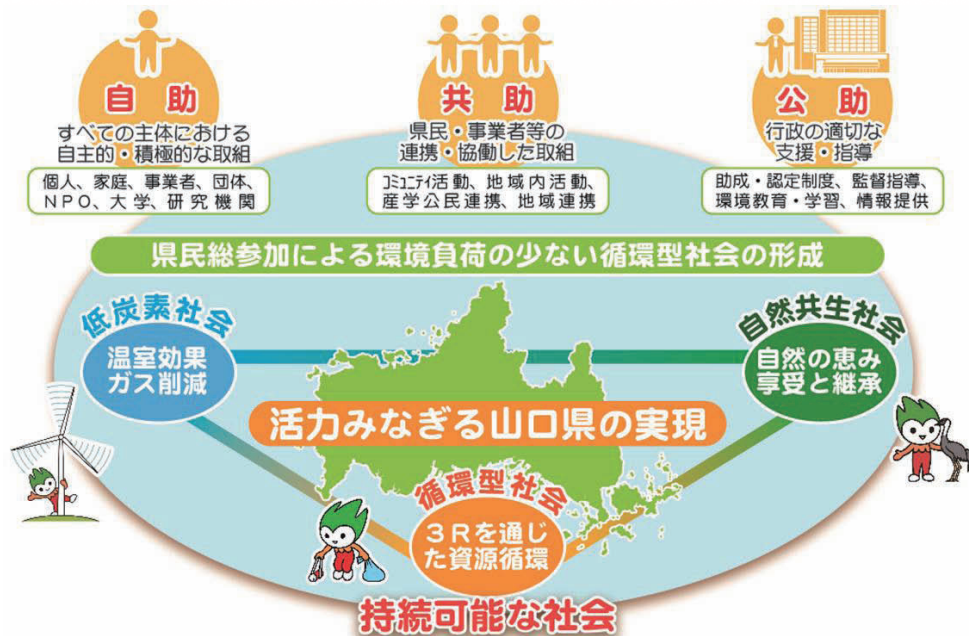 自助
すべての主体における
自主的・積極的な取組
個人、家庭、事業者、団体、
NPO、大学、研究機関
共助
県民・事業者等の
連携・協働した取組
コミュニティ活動、地域内活動、
産学公民連携、地域連携
公助
行政の適切な
支援・指導
助成・認定制度、監督指導、
環境教育・学習、情報提供
県民総参加による環境負荷の少ない循環型社会の形成
低炭素社会
温室効果
ガス削減
自然共生社会
自然の恵み
享受と継承
活力みなぎる山口県の実現
循環型社会
3Rを通じ
た資源循環
持続可能な社会